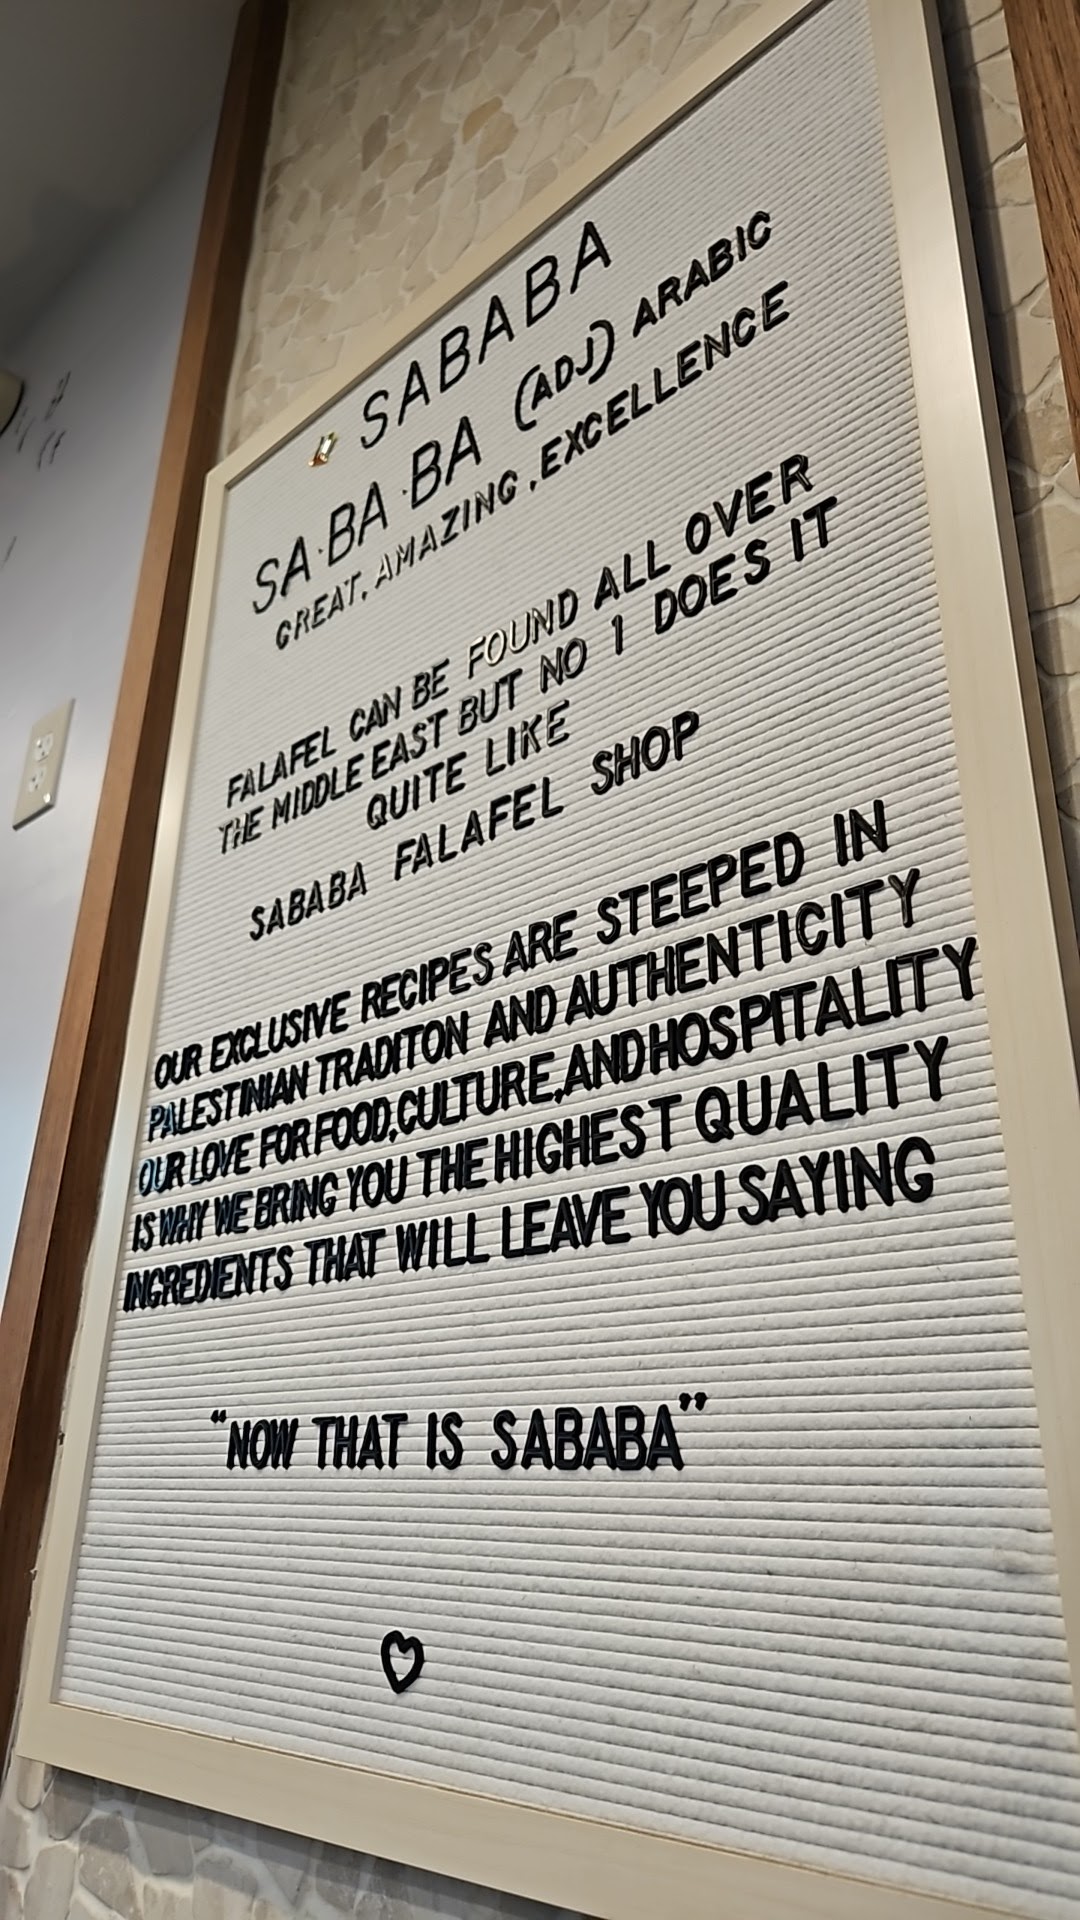 SABABA
SA·BA·BA (ADJ) ARABIC
GREAT, AMAZING, EXCELLENCE
FALAFEL CAN BE FOUND ALL OVER
THE MIDDLE EAST BUT NO 1 DOES IT
QUITE LIKE
SABABA FALAFEL SHOP
OUR EXCLUSIVE RECIPES ARE STEEPED IN
PALESTINIAN TRADITON AND AUTHENTICITY
OUR LOVE FOR FOOD,CULTURE,AND HOSPITALITY
IS WHY WE BRING YOU THE HIGHEST QUALITY
INGREDIENTS THAT WILL LEAVE YOU SAYING
"NOW THAT IS SABABA"